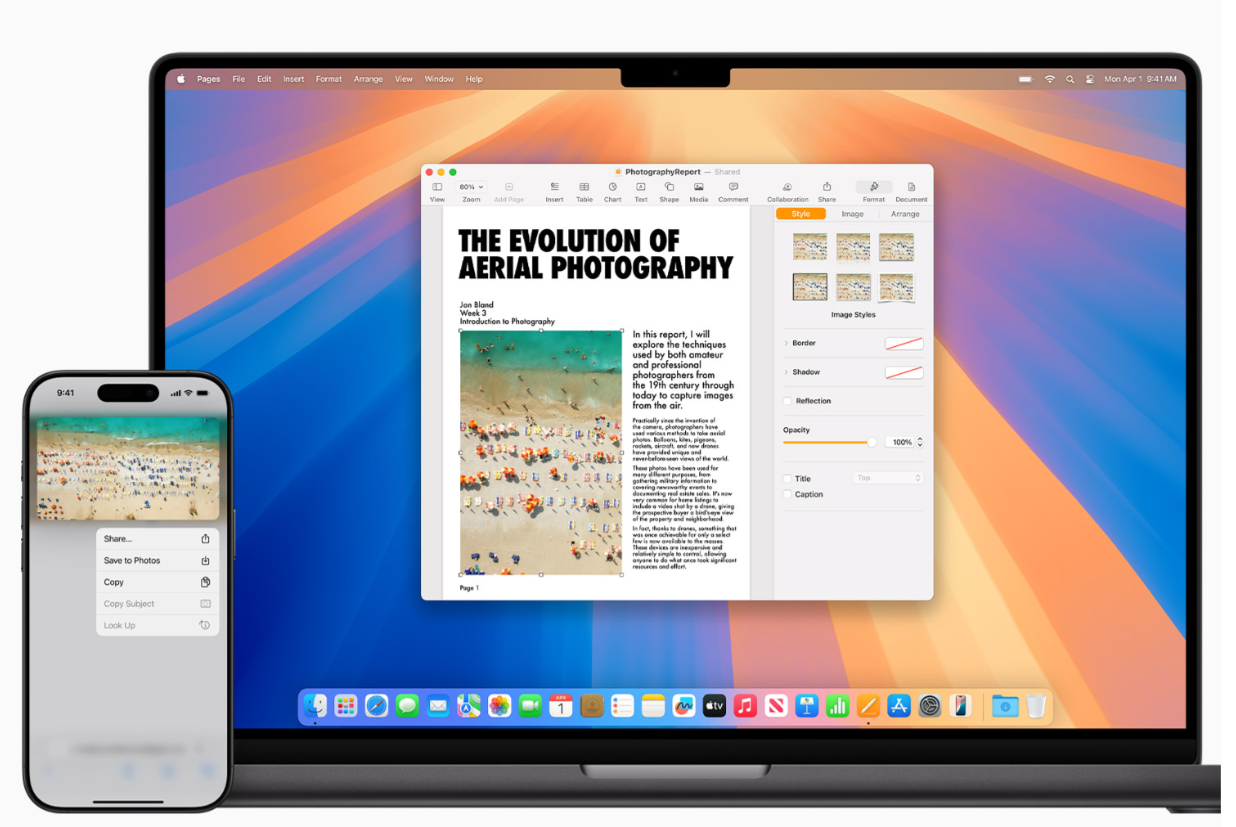 Pages File Edit Insert Format Arrange View Window Help
Mon Apr 1 9:41 AM
PhotographyReport — Shared
80%
View Zoom Add Page Insert Table Chart Text Shape Media Comment Collaboration Share Format Document
Style Image Arrange
THE EVOLUTION OF
AERIAL PHOTOGRAPHY
Jon Bland
Week 3
Introduction to Photography
In this report, I will
explore the techniques
used by both amateur
and professional
photographers from
the 19th century through
today to capture images
from the air.
Practically since the invention of
the camera, photographers have
used various methods to take aerial
photos. Balloons, kites, pigeons,
rockets, aircraft, and now drones
have provided unique and
never-before-seen views of the world.
These photos have been used for
many different purposes, from
gathering military information to
covering newsworthy events to
documenting real estate sales. It's now
very common for home listings to
include a video shot by a drone, giving
the prospective buyer a bird's-eye view
of the property and neighborhood.
In fact, thanks to drones, something that
was once achievable for only a select
few is now available to the masses.
These devices are inexpensive and
relatively simple to control, allowing
anyone to do what once took significant
resources and effort.
Page 1
Image Styles
Border
Shadow
Reflection
Opacity
100%
Title Top
Caption
9:41
Share...
Save to Photos
Copy
Copy Subject
Look Up
APR
1
tv